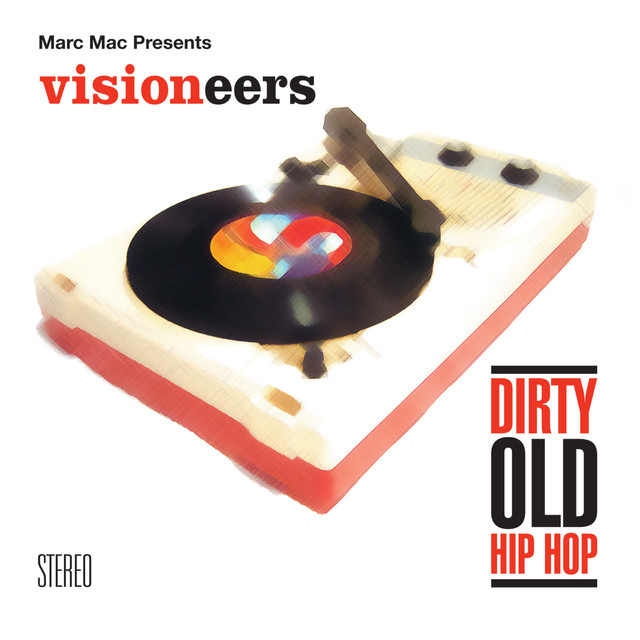 Marc Mac Presents
visioneers
DIRTY
OLD
HIP HOP
STEREO